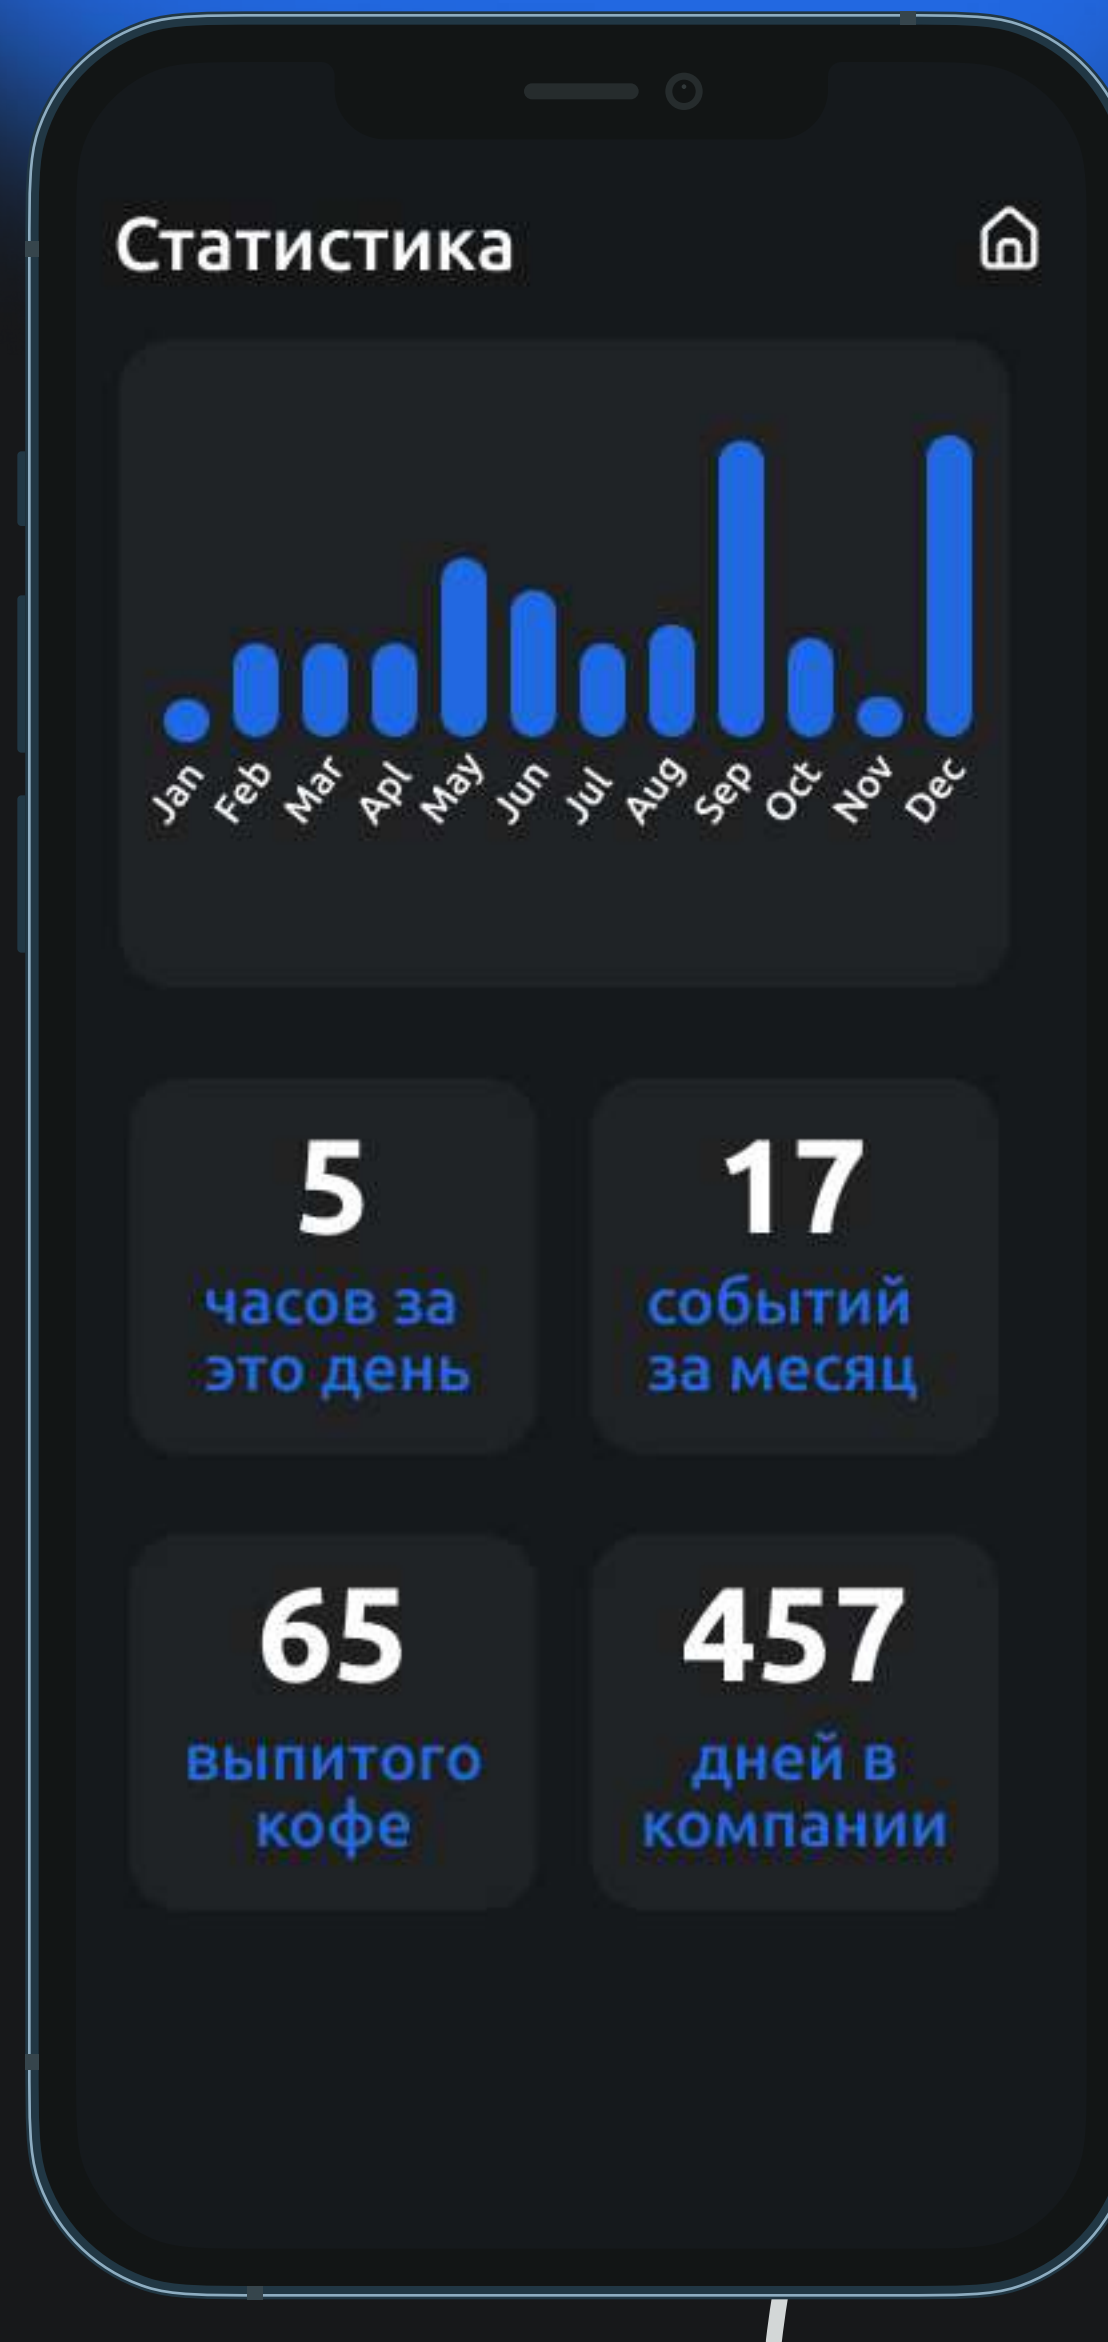 Статистика
Jan Feb Mar Apl May Jun Jul Aug Sep Oct Nov Dec
5
часов за
это день
17
событий
за месяц
65
выпитого
кофе
457
дней в
компании